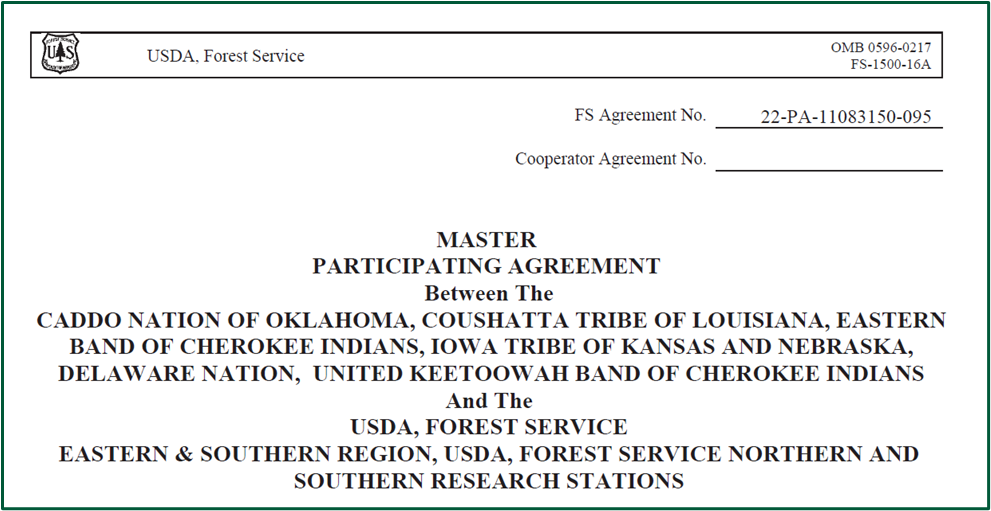 USDA, Forest Service
OMB 0596-0217
FS-1500-16A
FS Agreement No. 22-PA-11083150-095
Cooperator Agreement No.
MASTER
PARTICIPATING AGREEMENT
Between The
CADDO NATION OF OKLAHOMA, COUSHATTA TRIBE OF LOUISIANA, EASTERN
BAND OF CHEROKEE INDIANS, IOWA TRIBE OF KANSAS AND NEBRASKA,
DELAWARE NATION, UNITED KEETOOWAH BAND OF CHEROKEE INDIANS
And The
USDA, FOREST SERVICE
EASTERN & SOUTHERN REGION, USDA, FOREST SERVICE NORTHERN AND
SOUTHERN RESEARCH STATIONS